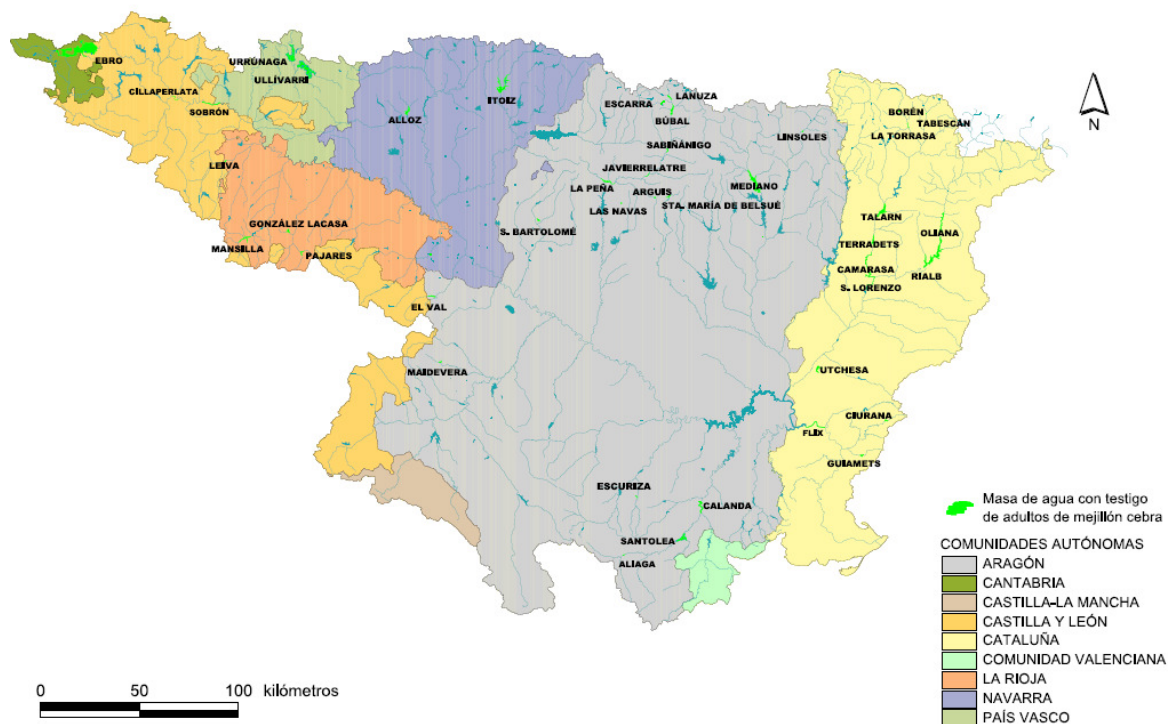 EBRO
URRÚNAGA
ULLÍVARRI
CILLAPERLATA
SOBRÓN
ITOIZ
ALLOZ
LANUZA
ESCARRA
BÚBAL
BORÉN
TABESCÁN
LINSOLES
LA TORRASA
SABIÑÁNIGO
LEIVA
JAVIERRELATRE
LA PEÑA
ARGUIS
MEDIANO
LAS NAVAS
STA. MARÍA DE BELSUÉ
GONZÁLEZ LACASA
S. BARTOLOMÉ
TALARN
OLIANA
MANSILLA
PAJARES
TERRADETS
CAMARASA
RIALB
S. LORENZO
EL VAL
MAIDEVERA
UTCHESA
CIURANA
FLIX
GUIAMETS
ESCURIZA
CALANDA
SANTOLEA
ALIAGA
N
Masa de agua con testigo
de adultos de mejillón cebra
COMUNIDADES AUTÓNOMAS
ARAGÓN
CANTABRIA
CASTILLA-LA MANCHA
CASTILLA Y LEÓN
CATALUÑA
COMUNIDAD VALENCIANA
LA RIOJA
NAVARRA
PAÍS VASCO
0 50 100 kilómetros